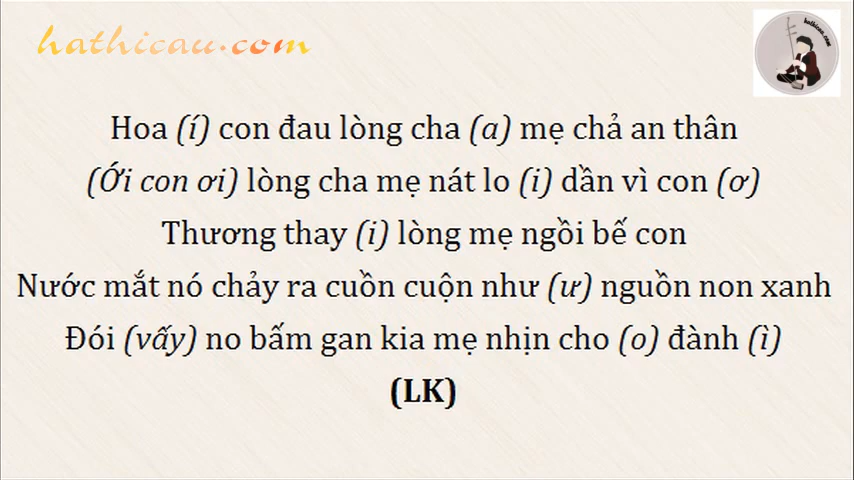 hathicau.com
hathicau.com
Hoa (í) con đau lòng cha (a) mẹ chả an thân
(Ới con ơi) lòng cha mẹ nát lo (i) dần vì con (ơ)
Thương thay (i) lòng mẹ ngồi bế con
Nước mắt nó chảy ra cuồn cuộn như (ư) nguồn non xanh
Đói (vấy) no bấm gan kia mẹ nhịn cho (o) đành (ì)
(LK)